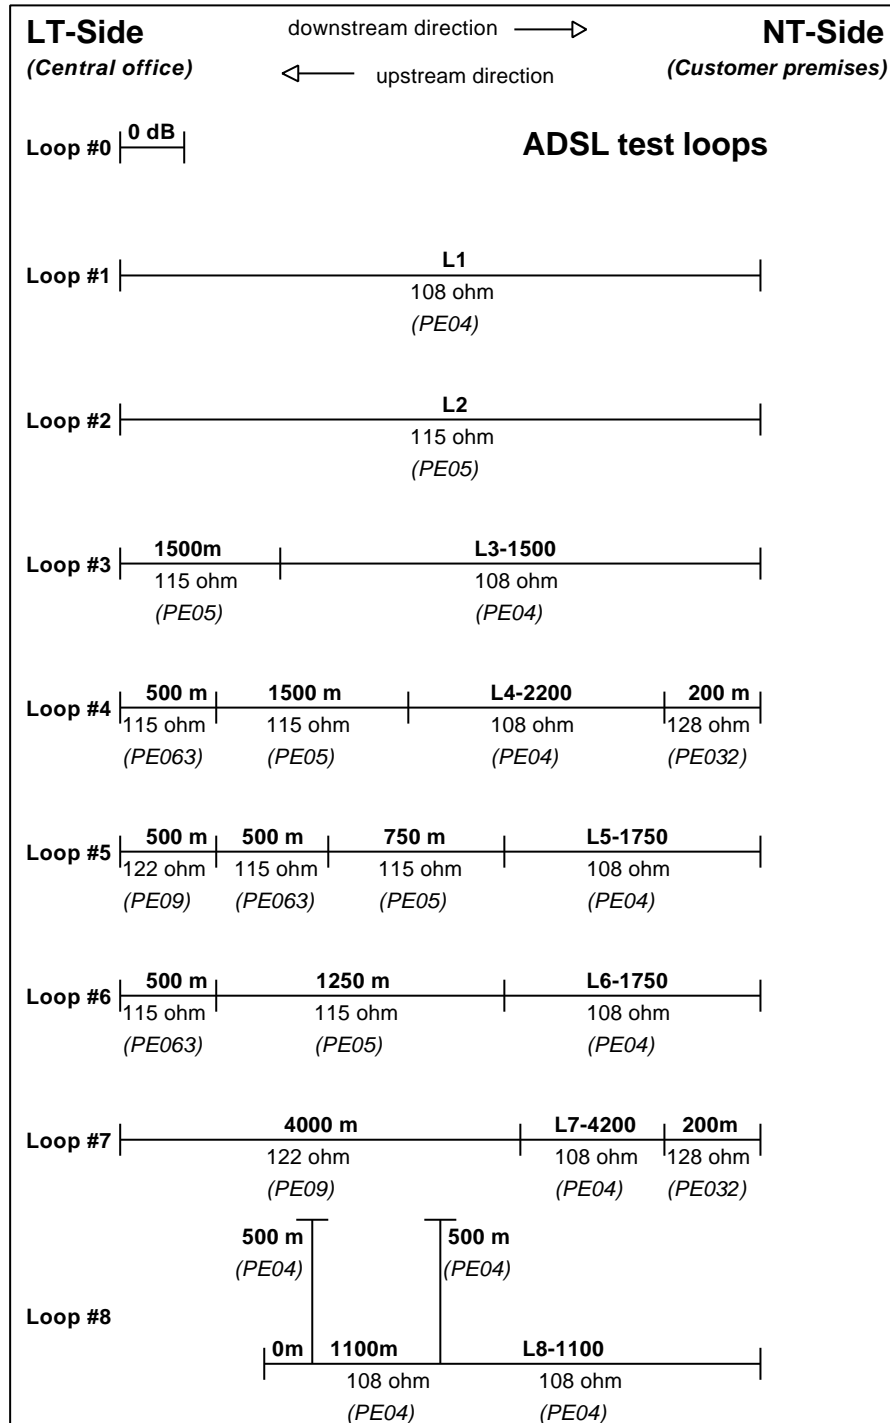 LT-Side downstream direction NT-Side
(Central office) upstream direction (Customer premises)
0 dB
Loop #0 ADSL test loops
L1
Loop #1
108 ohm
(PE04)
L2
Loop #2
115 ohm
(PE05)
1500m L3-1500
Loop #3
115 ohm 108 ohm
(PE05) (PE04)
500 m 1500 m L4-2200 200 m
Loop #4
115 ohm 115 ohm 108 ohm 128 ohm
(PE063) (PE05) (PE04) (PE032)
500 m 500 m 750 m L5-1750
Loop #5
122 ohm 115 ohm 115 ohm 108 ohm
(PE09) (PE063) (PE05) (PE04)
500 m 1250 m L6-1750
Loop #6
115 ohm 115 ohm 108 ohm
(PE063) (PE05) (PE04)
4000 m L7-4200 200m
Loop #7
122 ohm 108 ohm 128 ohm
(PE09) (PE04) (PE032)
500 m 500 m
(PE04) (PE04)
Loop #8
0m 1100m L8-1100
108 ohm 108 ohm
(PE04) (PE04)